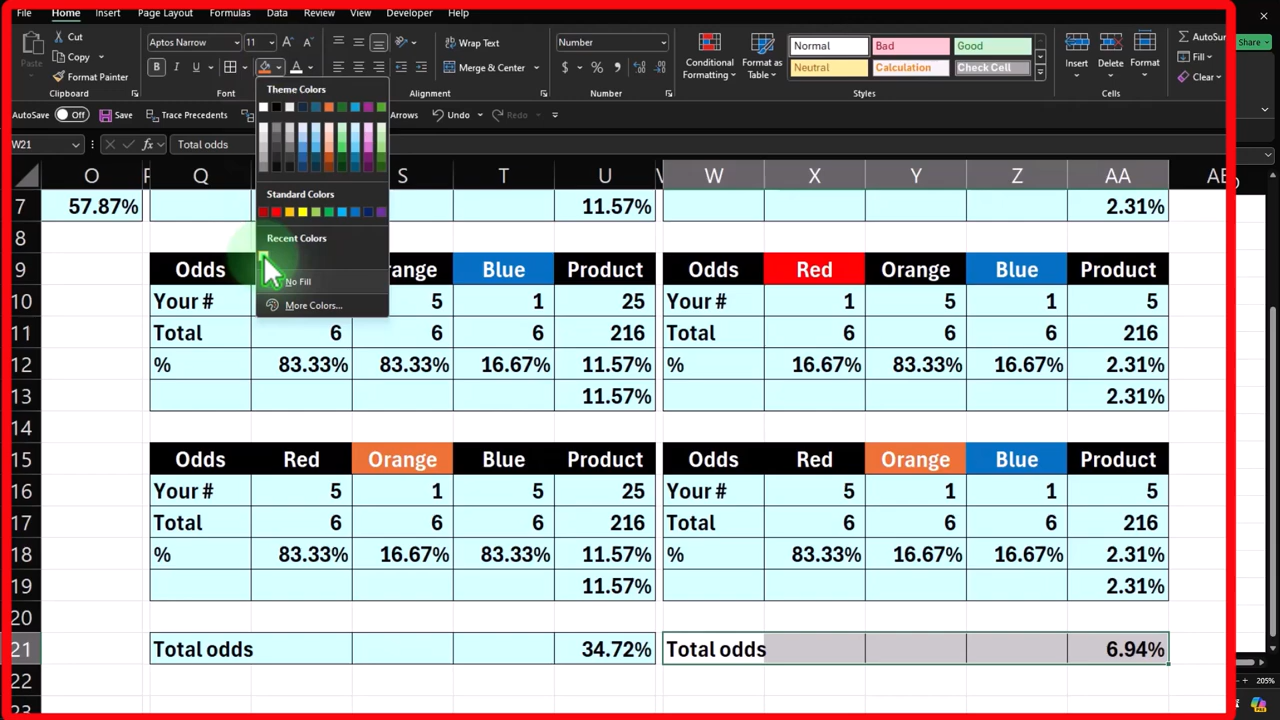 File Home Insert Page Layout Formulas Data Review View Developer Help
Paste Cut Copy Format Painter Clipboard
Aptos Narrow 11 B I U A
Wrap Text Merge & Center Alignment
Number $ % , Number
Conditional Formatting Format as Table
Normal Bad Good
Neutral Calculation Check Cell
Styles
Insert Delete Format Cells
AutoSu Fill Clear Share
AutoSave Off Save Trace Precedents Arrows Undo Redo
W21 fx Total odds
Theme Colors
Standard Colors
Recent Colors
No Fill
More Colors...
O Q S T U W X Y Z AA AB
7 57.87% 11.57% 2.31%
8
9 Odds Blue Product Odds Red Orange Blue Product
10 Your # 5 1 25 Your # 1 5 1 5
11 Total 6 6 6 216 Total 6 6 6 216
12 % 83.33% 83.33% 16.67% 11.57% % 16.67% 83.33% 16.67% 2.31%
13 11.57% 2.31%
14
15 Odds Red Orange Blue Product Odds Red Orange Blue Product
16 Your # 5 1 5 25 Your # 5 1 1 5
17 Total 6 6 6 216 Total 6 6 6 216
18 % 83.33% 16.67% 83.33% 11.57% % 83.33% 16.67% 16.67% 2.31%
19 11.57% 2.31%
20
21 Total odds 34.72% Total odds 6.94%
22
23
205%